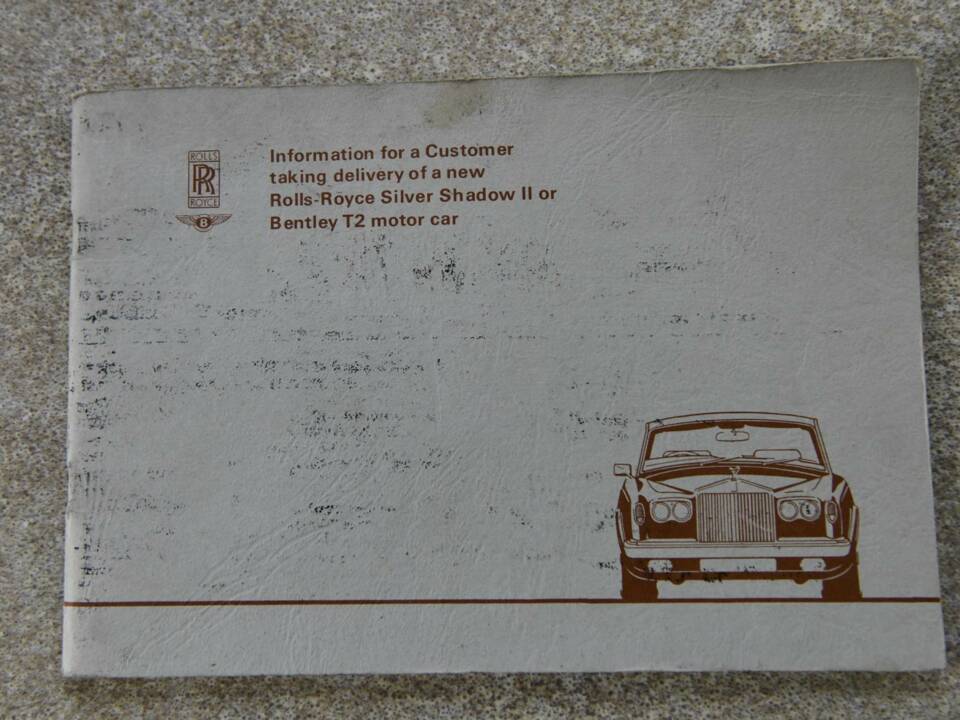 ROLLS
RR
ROYCE
B
Information for a Customer
taking delivery of a new
Rolls-Royce Silver Shadow II or
Bentley T2 motor car